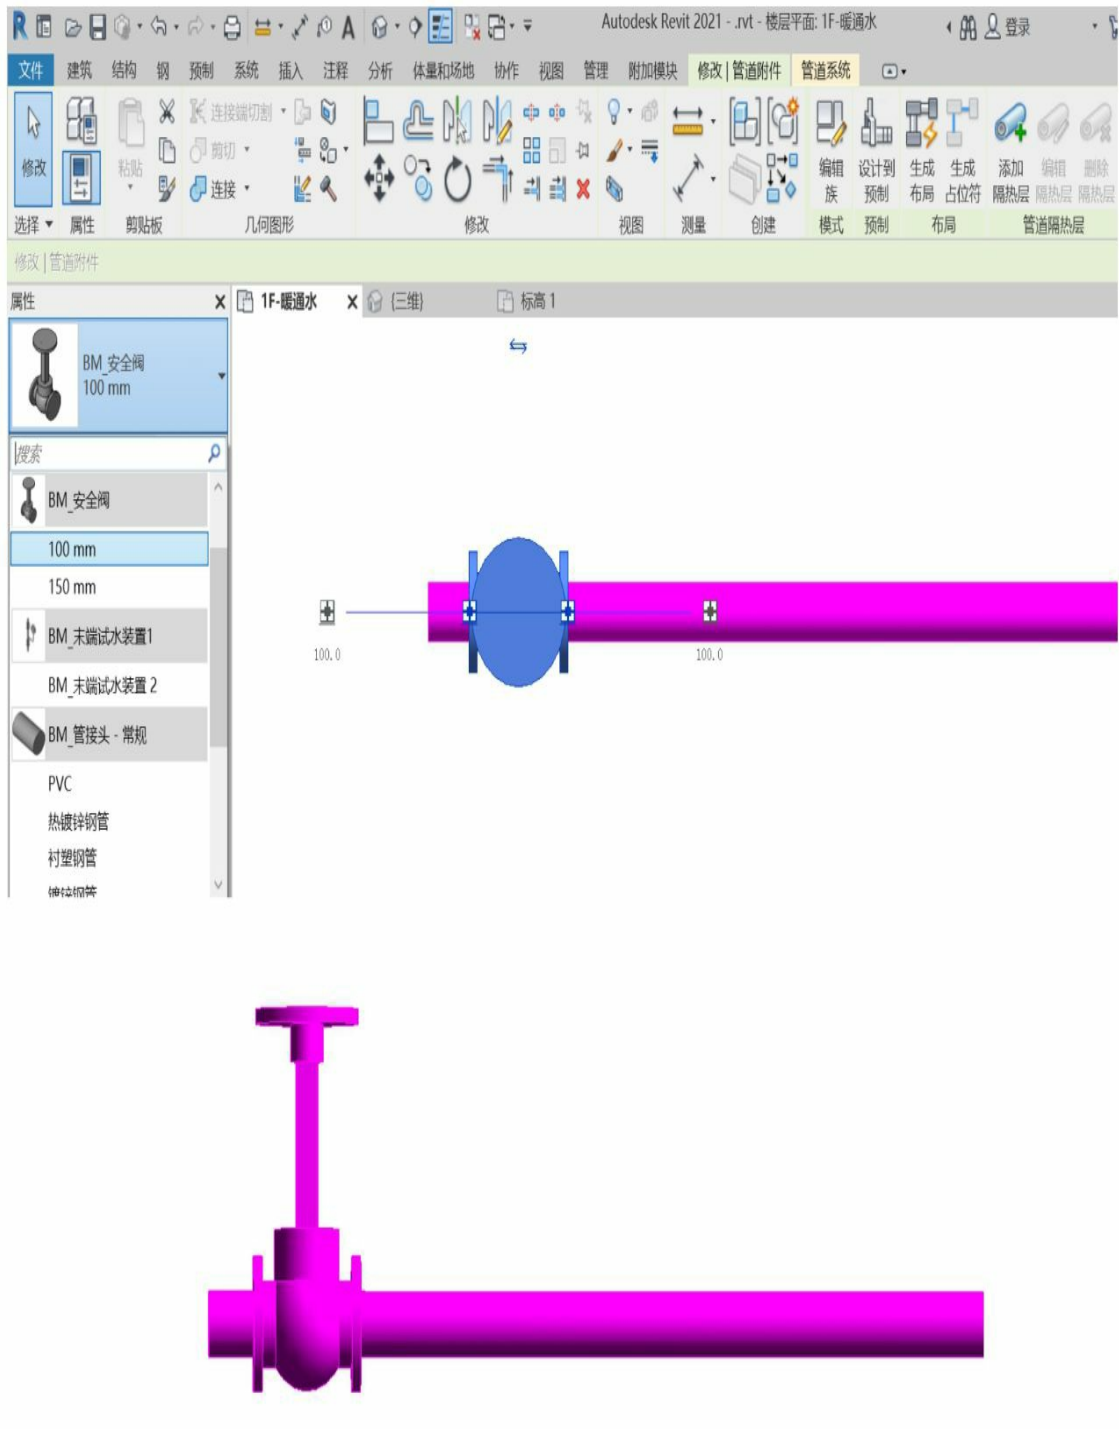 Autodesk Revit 2021 - .rvt - 楼层平面: 1F-暖通水 登录
文件 建筑 结构 钢 预制 系统 插入 注释 分析 体量和场地 协作 视图 管理 附加模块 修改 | 管道附件 管道系统
修改 粘贴 连接端切割 剪切 连接 编辑族 设计到预制 生成布局 生成占位符 添加隔热层 编辑隔热层 删除隔热层
选择 属性 剪贴板 几何图形 修改 视图 测量 创建 模式 预制 布局 管道隔热层
修改 | 管道附件
属性 1F-暖通水 {三维} 标高 1
BM_安全阀
100 mm
搜索
BM_安全阀
100 mm
150 mm
BM_末端试水装置1
BM_末端试水装置 2
BM_管接头 - 常规
PVC
热镀锌钢管
衬塑钢管
镀锌钢管
100.0 100.0